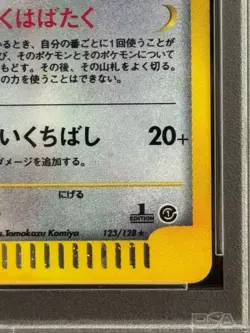 くはばたく
いるとき、自分の番ごとに1回使うことが
び、そのポケモンとそのポケモンについて
もどす。その後、その山札をよく切る。
の力を使うことはできない。
いくちばし 20+
ダメージを追加する。
にげる
1
EDITION
s.Tomokazu Komiya
123/128★
PSA